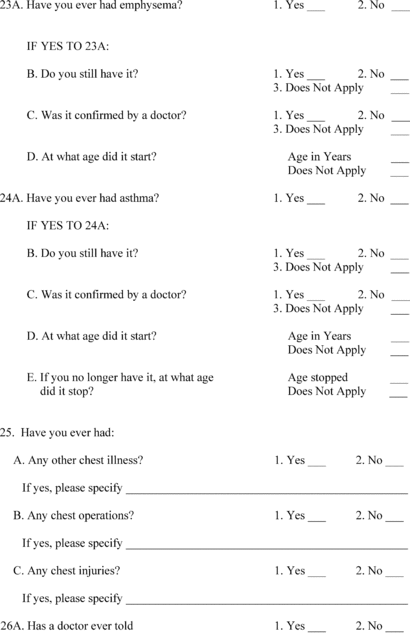 23A. Have you ever had emphysema? 1. Yes ___ 2. No ___
IF YES TO 23A:
B. Do you still have it? 1. Yes ___ 2. No ___
3. Does Not Apply ___
C. Was it confirmed by a doctor? 1. Yes ___ 2. No ___
3. Does Not Apply ___
D. At what age did it start? Age in Years ___
Does Not Apply ___
24A. Have you ever had asthma? 1. Yes ___ 2. No ___
IF YES TO 24A:
B. Do you still have it? 1. Yes ___ 2. No ___
3. Does Not Apply ___
C. Was it confirmed by a doctor? 1. Yes ___ 2. No ___
3. Does Not Apply ___
D. At what age did it start? Age in Years ___
Does Not Apply ___
E. If you no longer have it, at what age Age stopped ___
did it stop? Does Not Apply ___
25. Have you ever had:
A. Any other chest illness? 1. Yes ___ 2. No ___
If yes, please specify ___
B. Any chest operations? 1. Yes ___ 2. No ___
If yes, please specify ___
C. Any chest injuries? 1. Yes ___ 2. No ___
If yes, please specify ___
26A. Has a doctor ever told 1. Yes ___ 2. No ___